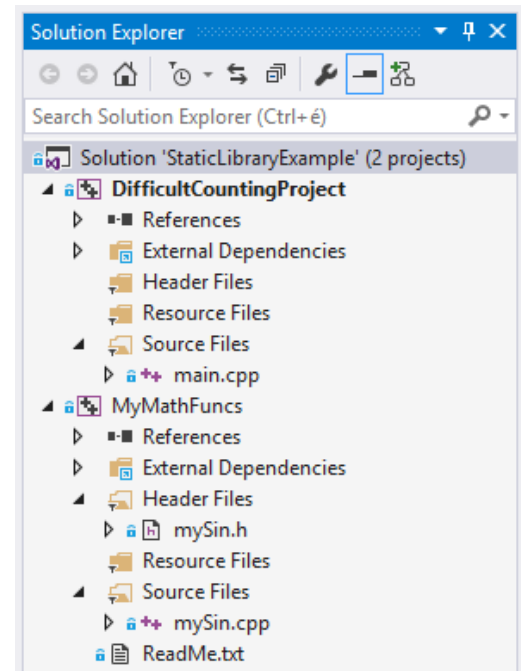 Solution Explorer
Search Solution Explorer (Ctrl+é)
Solution 'StaticLibraryExample' (2 projects)
DifficultCountingProject
References
External Dependencies
Header Files
Resource Files
Source Files
main.cpp
MyMathFuncs
References
External Dependencies
Header Files
mySin.h
Resource Files
Source Files
mySin.cpp
ReadMe.txt